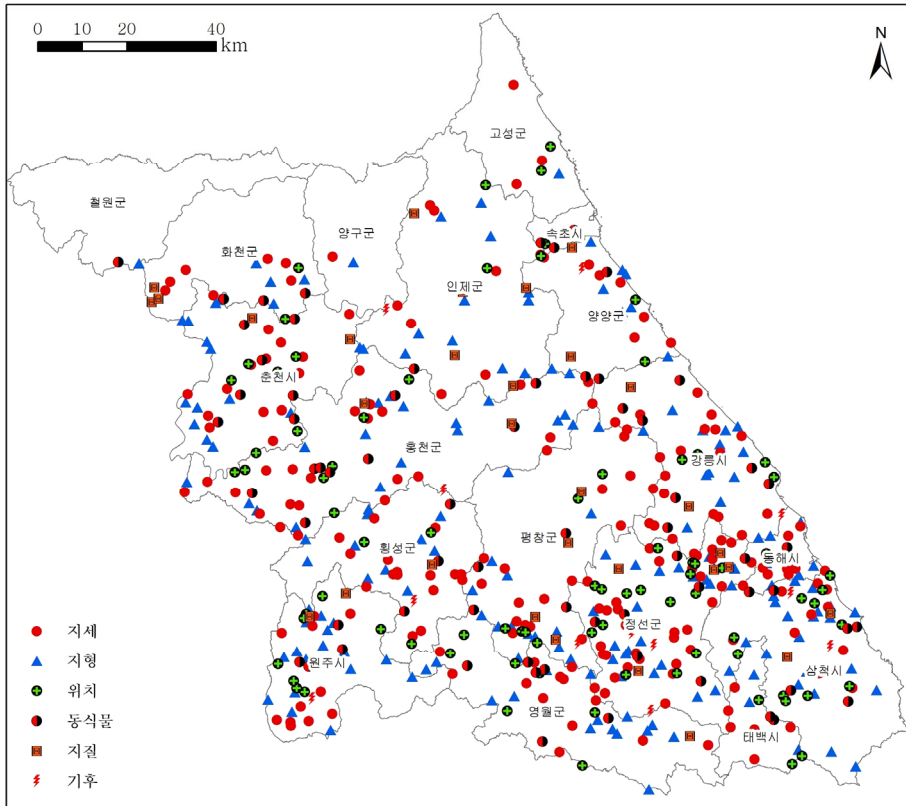 0 10 20 40
km
N
고성군
철원군
속초시
양구군
화천군
인제군
양양군
춘천시
홍천군
강릉시
평창군
횡성군
동해시
정선군
원주시
삼척시
영월군
태백시
지세
지형
위치
동식물
지질
기후